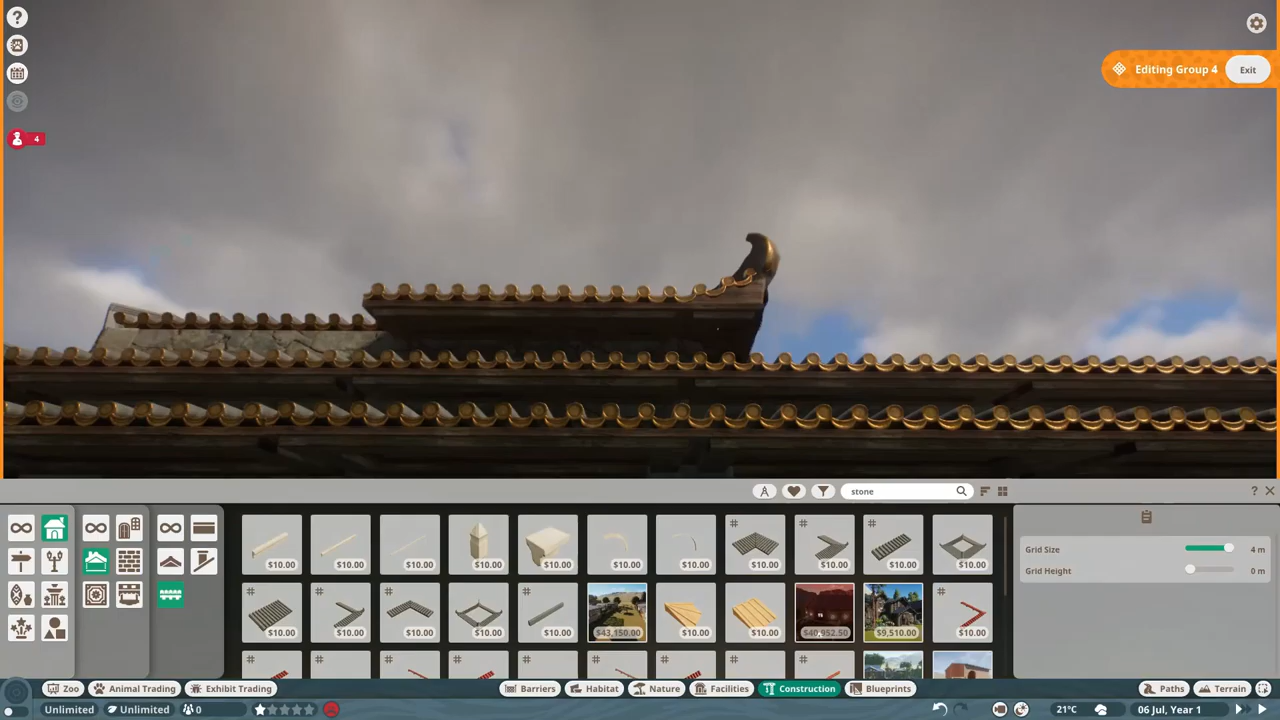 ?
Editing Group 4 Exit
4
stone
? ×
$10.00 $10.00 $10.00 $10.00 $10.00 $10.00 $10.00 $10.00 $10.00 $10.00 $10.00
Grid Size 4 m
Grid Height 0 m
$10.00 $10.00 $10.00 $10.00 $10.00 $43,150.00 $10.00 $10.00 $40,952.50 $9,510.00 $10.00
Zoo Animal Trading Exhibit Trading Barriers Habitat Nature Facilities Construction Blueprints Paths Terrain
Unlimited Unlimited 0 21°C 06 Jul, Year 1